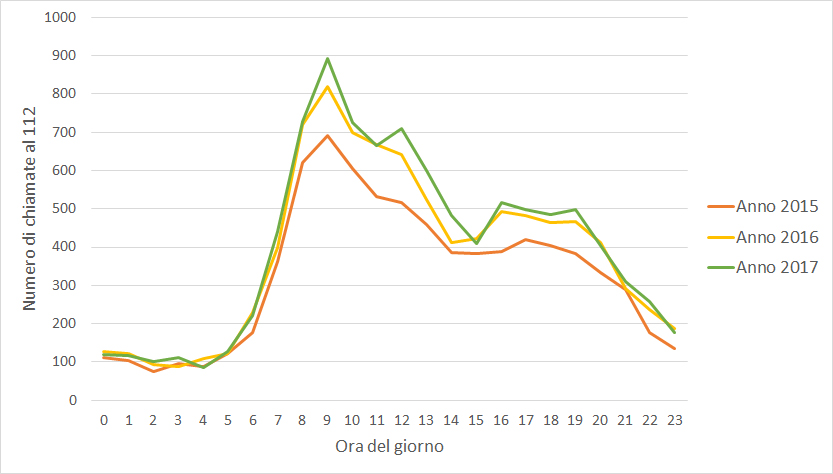 1000
900
800
700
600
500
400
300
200
100
0
Numero di chiamate al 112
0 1 2 3 4 5 6 7 8 9 10 11 12 13 14 15 16 17 18 19 20 21 22 23
Ora del giorno
Anno 2015
Anno 2016
Anno 2017